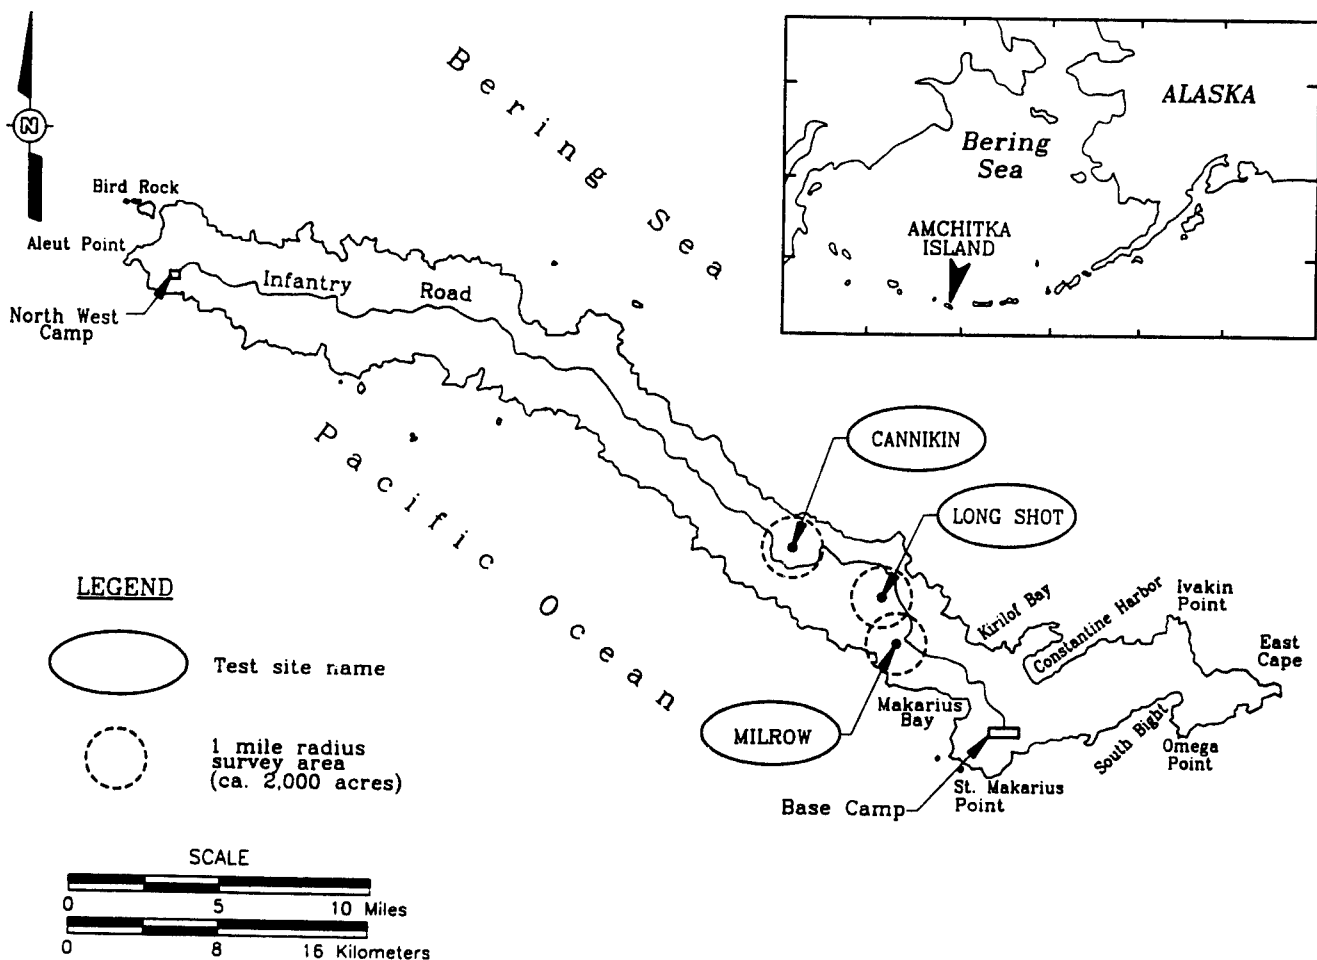 Bering Sea
N
ALASKA
Bering
Sea
AMCHITKA
ISLAND
Bird Rock
Aleut Point
Infantry Road
North West
Camp
Pacific Ocean
CANNIKIN
LONG SHOT
MILROW
Kirilof Bay
Constantine Harbor
Ivakin
Point
East
Cape
Makarius
Bay
South Bight
Omega
Point
St. Makarius
Point
Base Camp
LEGEND
Test site name
1 mile radius
survey area
(ca. 2,000 acres)
SCALE
0 5 10 Miles
0 8 16 Kilometers